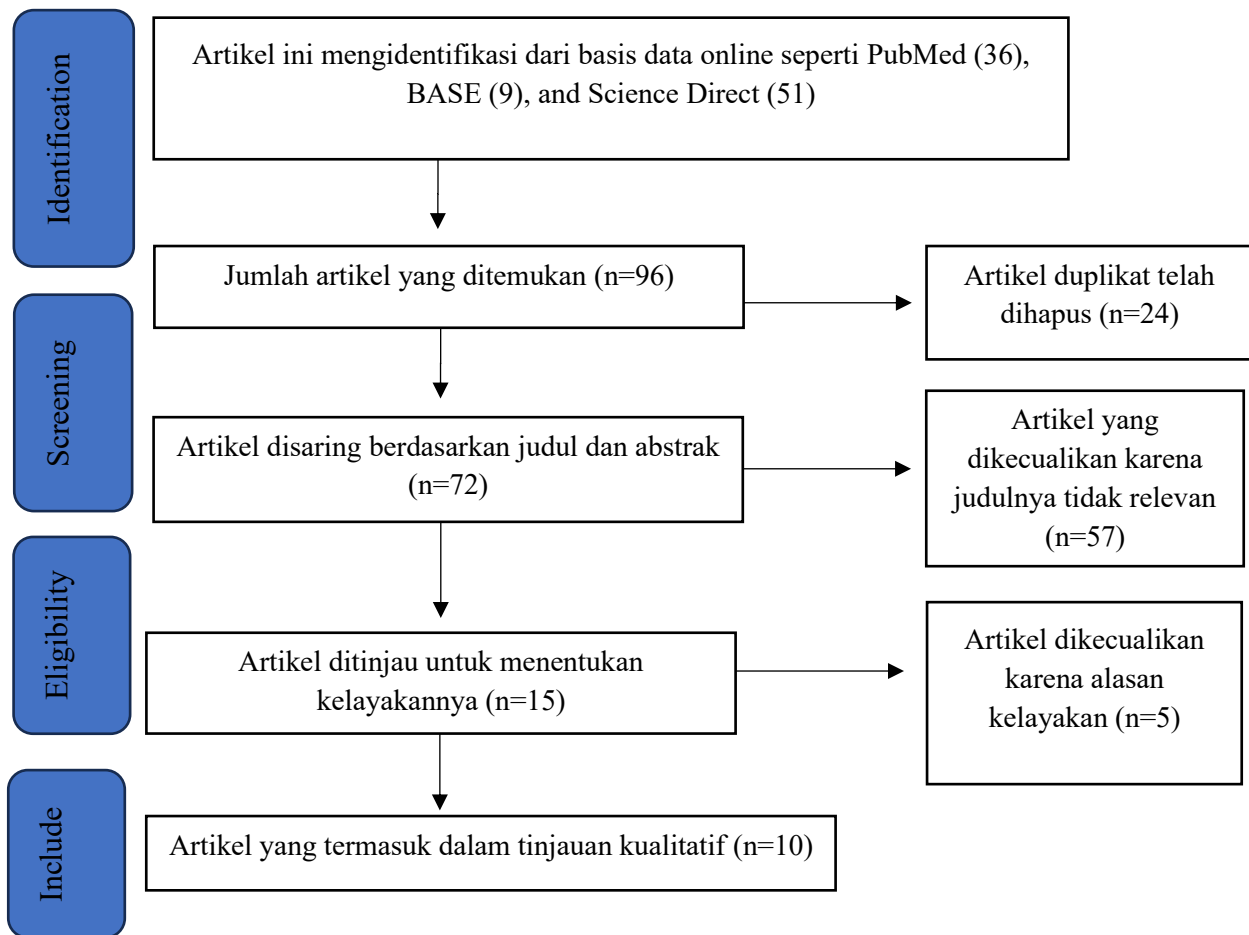 Identification
Artikel ini mengidentifikasi dari basis data online seperti PubMed (36),
BASE (9), and Science Direct (51)
Jumlah artikel yang ditemukan (n=96)
Artikel duplikat telah
dihapus (n=24)
Screening
Artikel disaring berdasarkan judul dan abstrak
(n=72)
Artikel yang
dikecualikan karena
judulnya tidak relevan
(n=57)
Eligibility
Artikel ditinjau untuk menentukan
kelayakannya (n=15)
Artikel dikecualikan
karena alasan
kelayakan (n=5)
Include
Artikel yang termasuk dalam tinjauan kualitatif (n=10)